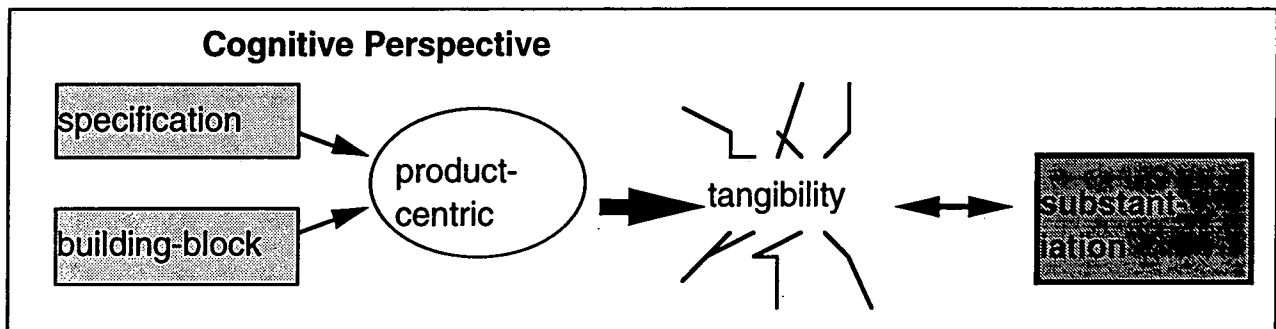 Cognitive Perspective
specification
building-block
product-
centric
tangibility
substant-
iation